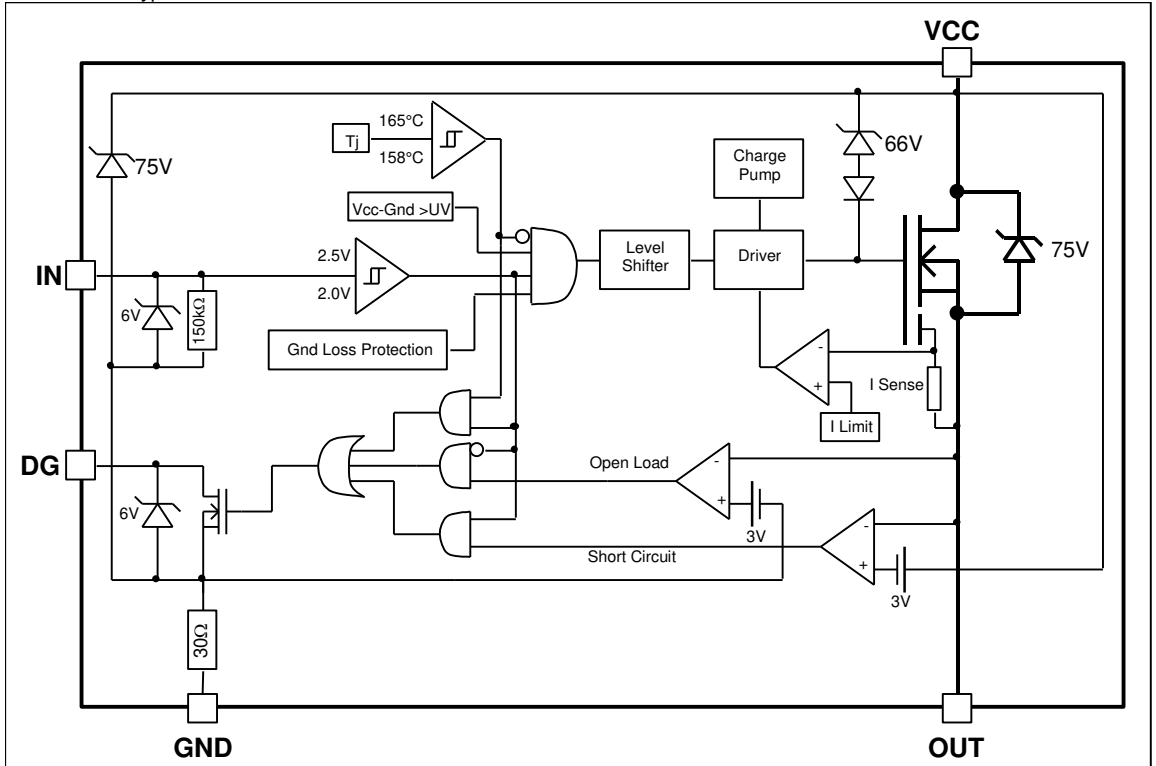 VCC
75V
Tj
165°C
158°C
Charge
Pump
66V
Vcc-Gnd >UV
IN
2.5V
2.0V
Level
Shifter
Driver
75V
6V
150kΩ
Gnd Loss Protection
-
+
I Sense
I Limit
DG
6V
Open Load
-
+
3V
Short Circuit
-
+
3V
30Ω
GND
OUT